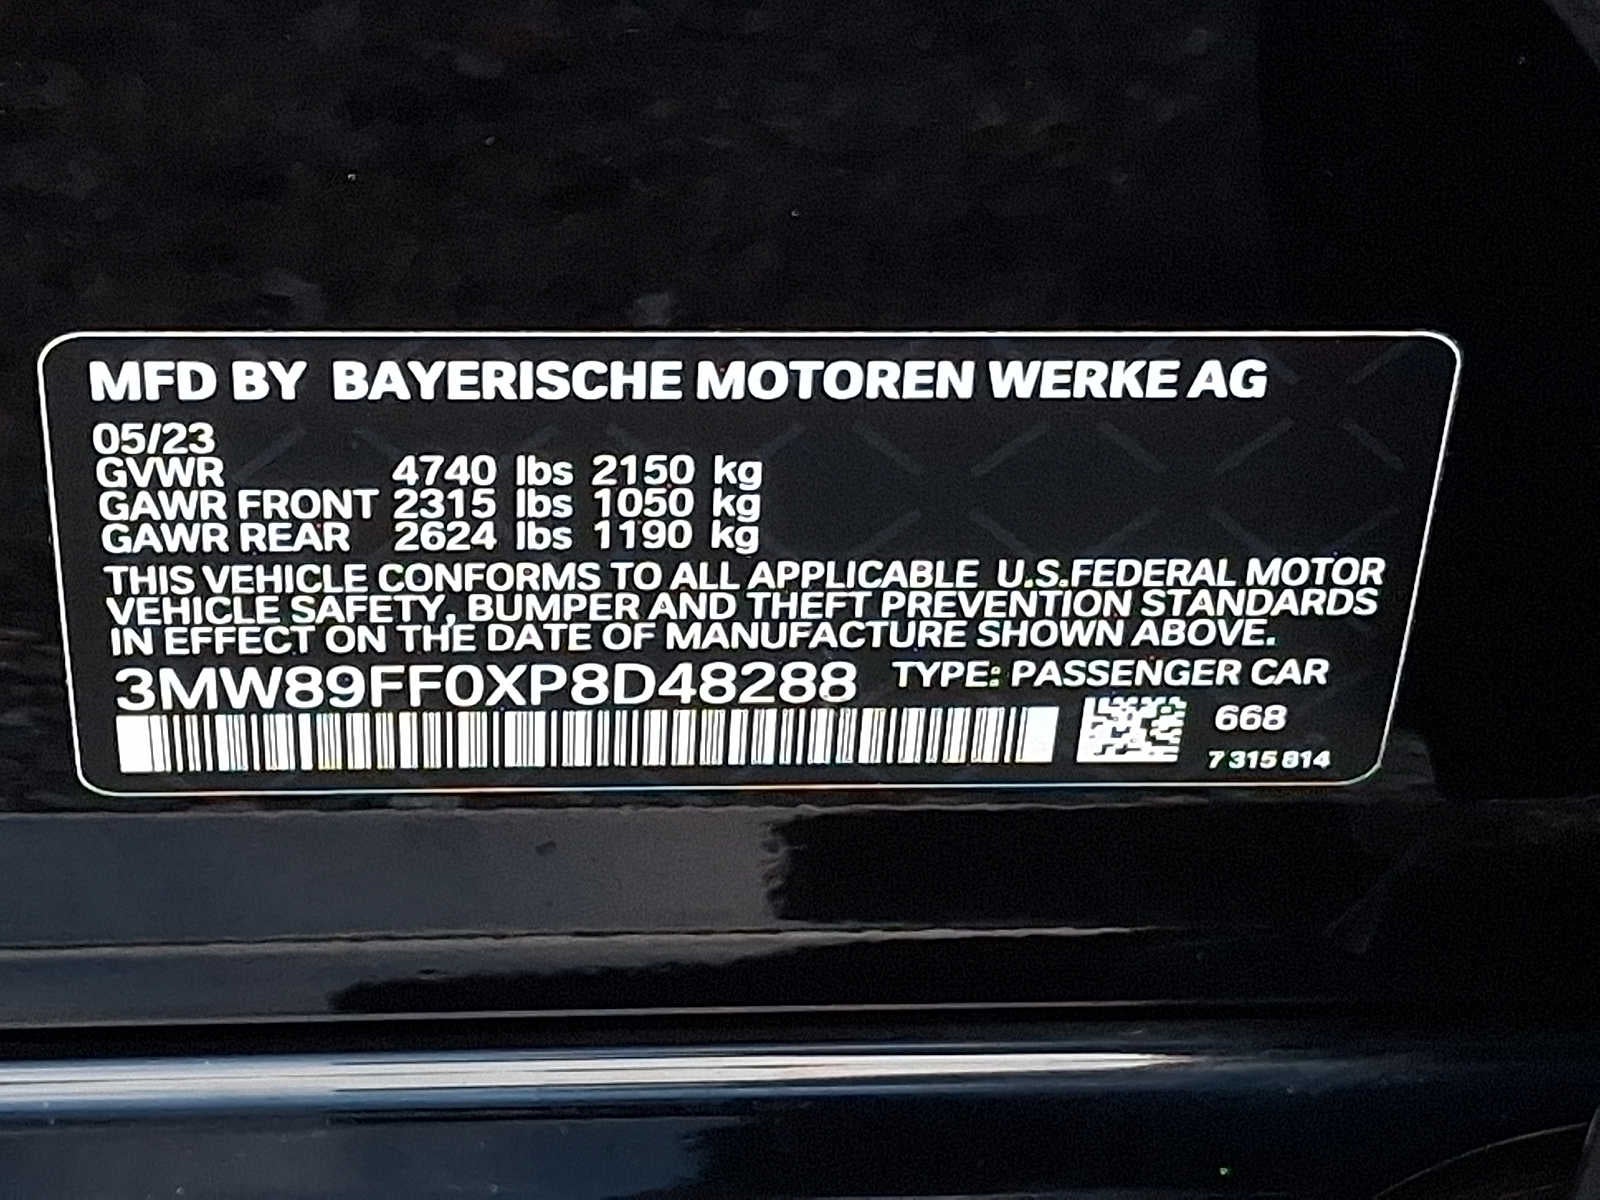 MFD BY BAYERISCHE MOTOREN WERKE AG
05/23
GVWR 4740 lbs 2150 kg
GAWR FRONT 2315 lbs 1050 kg
GAWR REAR 2624 lbs 1190 kg
THIS VEHICLE CONFORMS TO ALL APPLICABLE U.S.FEDERAL MOTOR
VEHICLE SAFETY, BUMPER AND THEFT PREVENTION STANDARDS
IN EFFECT ON THE DATE OF MANUFACTURE SHOWN ABOVE.
3MW89FF0XP8D48288 TYPE: PASSENGER CAR
668
7 315 814